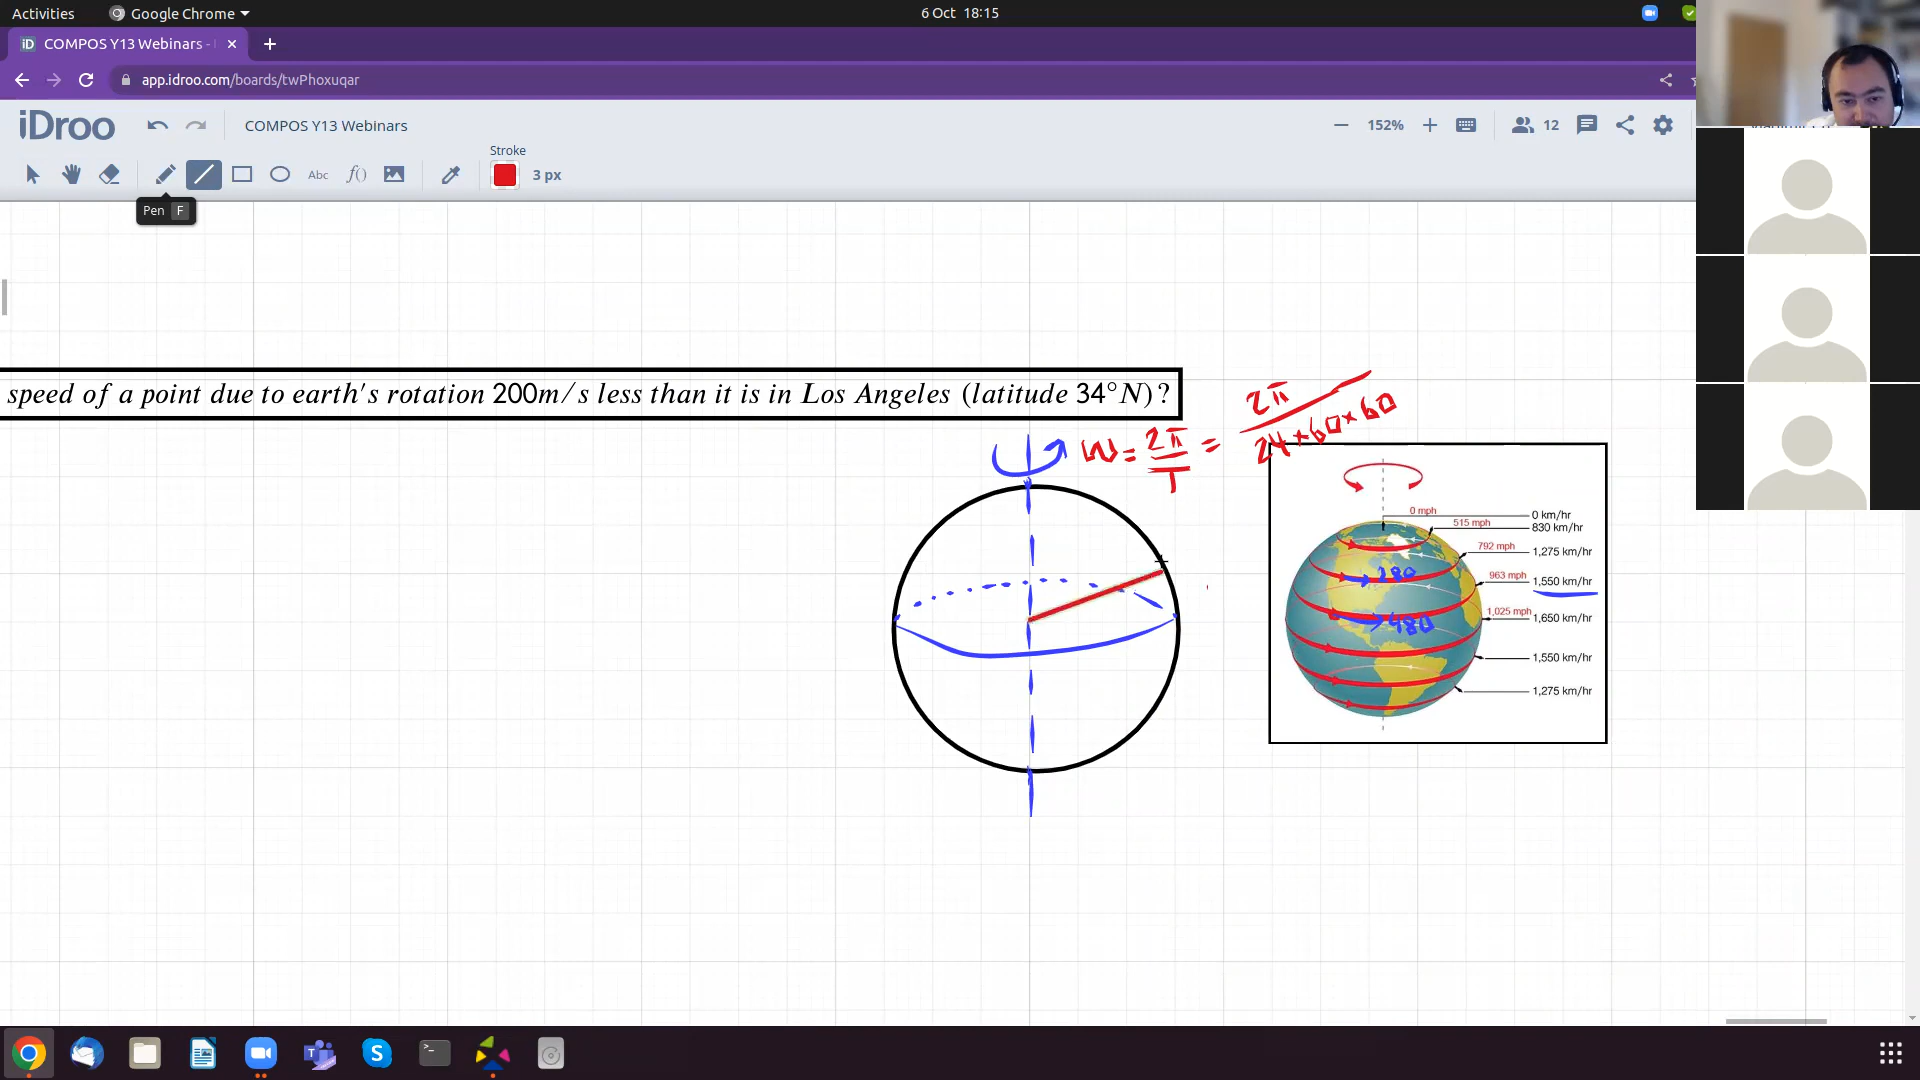 Activities
Google Chrome
6 Oct 18:15
iD COMPOS Y13 Webinars -
app.idroo.com/boards/twPhoxuqar
iDroo
COMPOS Y13 Webinars
152%
12
Stroke
Abc
f()
3 px
Pen F
speed of a point due to earth's rotation 200m/s less than it is in Los Angeles (latitude 34°N)?
W = 2π/T = 2π/24×60×60
0 mph 0 km/hr
515 mph 830 km/hr
792 mph 1,275 km/hr
280
963 mph 1,550 km/hr
1,025 mph 1,650 km/hr
480
1,550 km/hr
1,275 km/hr